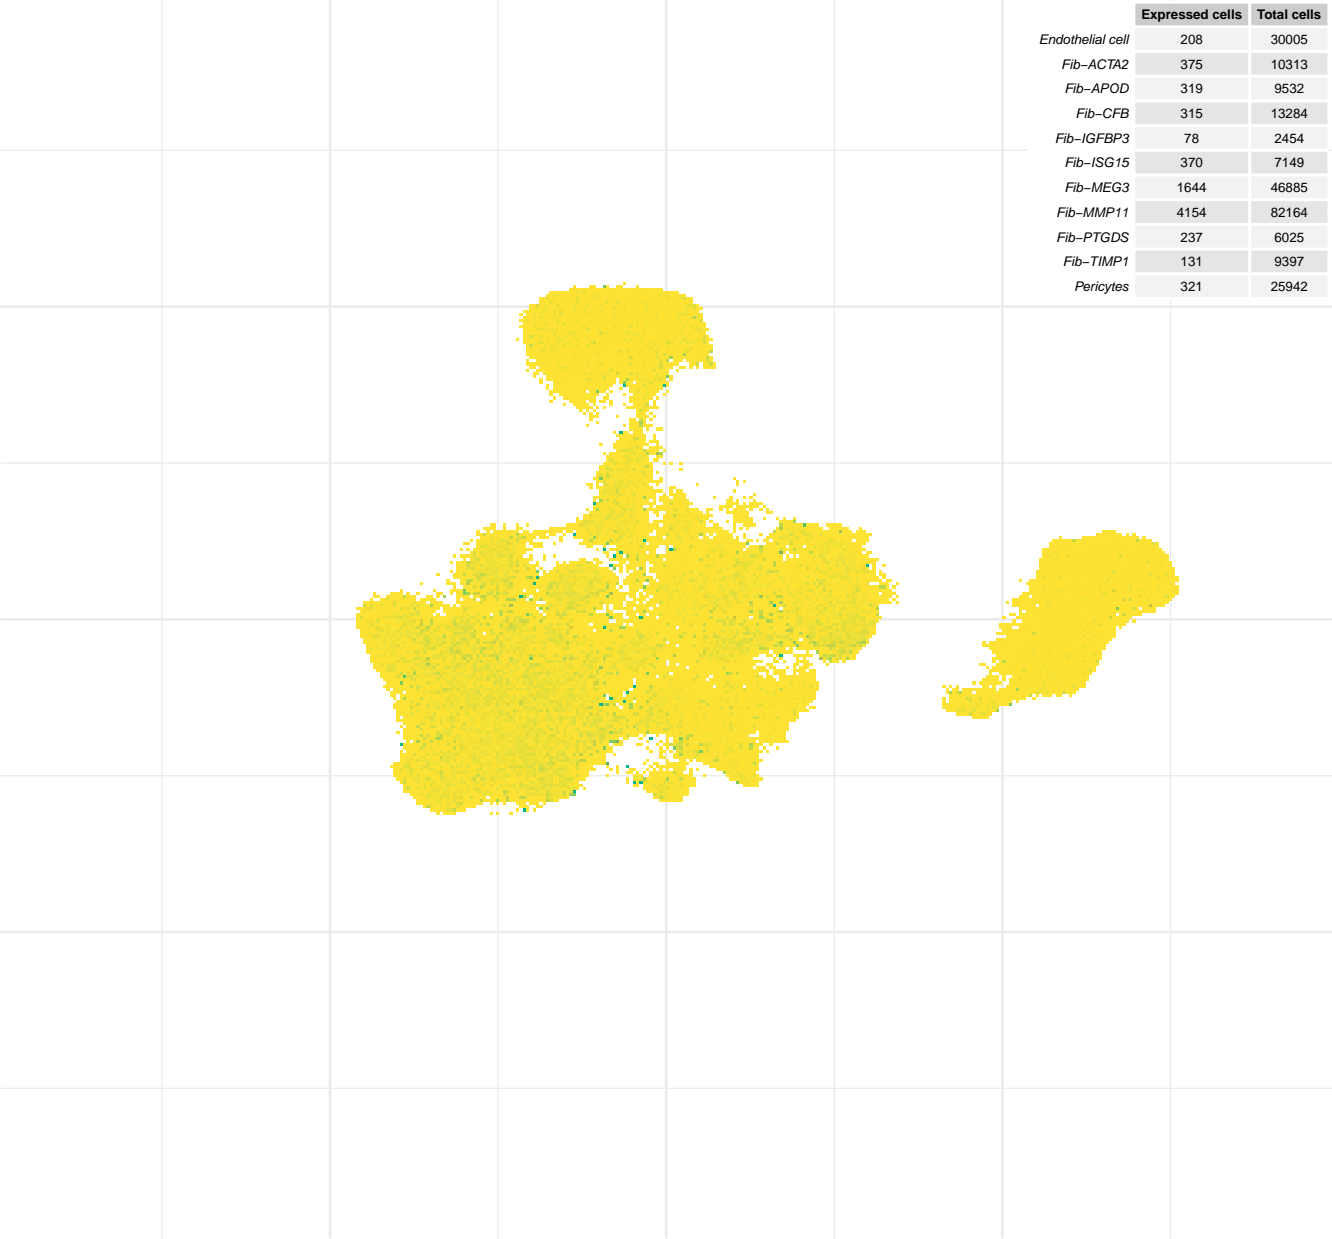 Expressed cells Total cells
Endothelial cell 208 30005
Fib−ACTA2 375 10313
Fib−APOD 319 9532
Fib−CFB 315 13284
Fib−IGFBP3 78 2454
Fib−ISG15 370 7149
Fib−MEG3 1644 46885
Fib−MMP11 4154 82164
Fib−PTGDS 237 6025
Fib−TIMP1 131 9397
Pericytes 321 25942